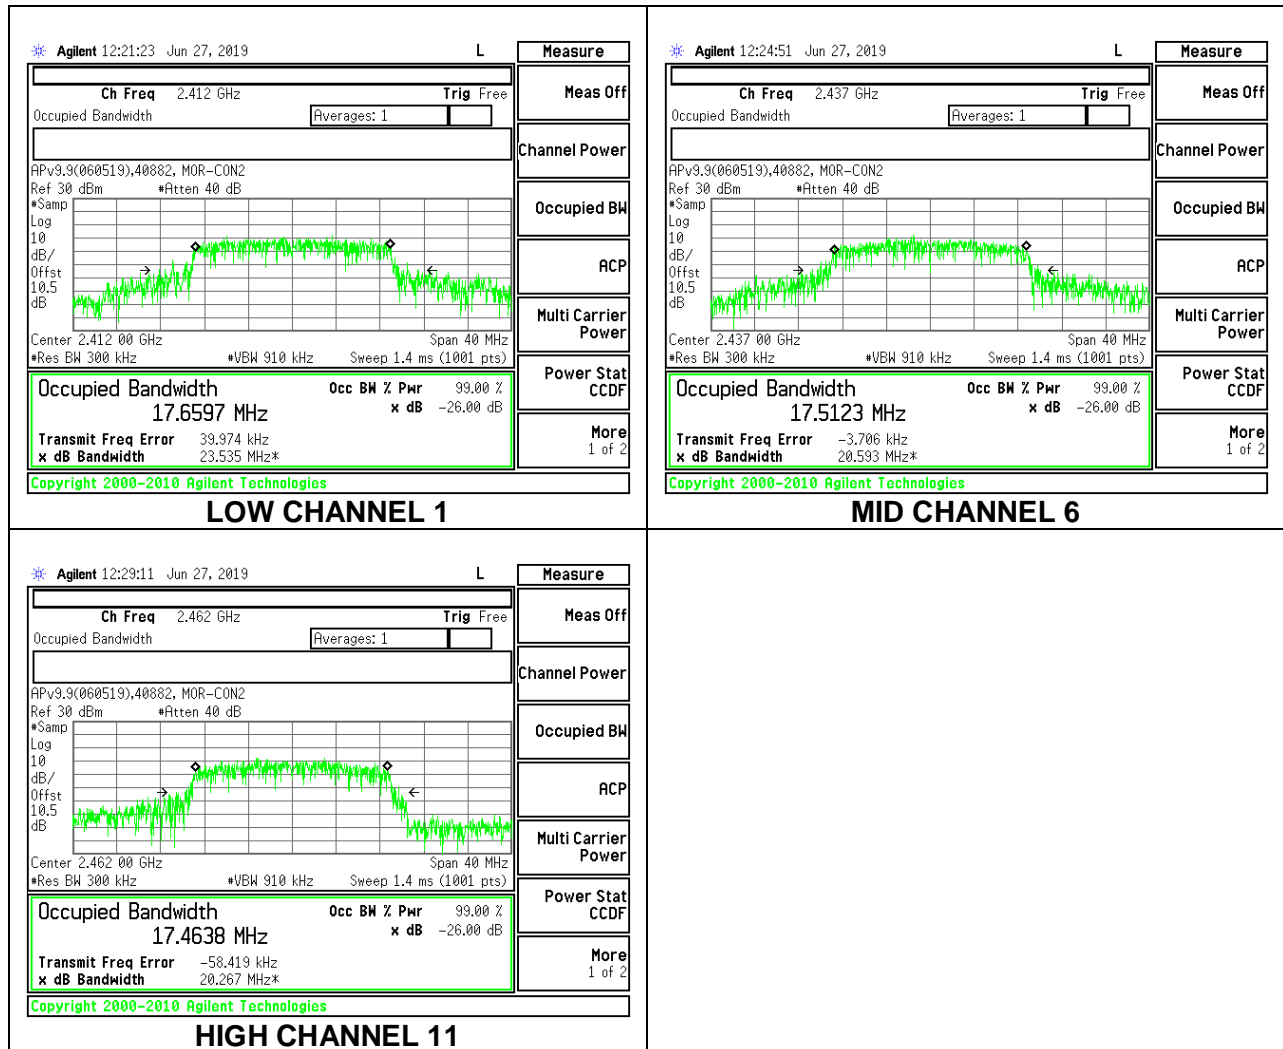 Agilent 12:21:23 Jun 27, 2019 L Measure
Ch Freq 2.412 GHz Trig Free
Occupied Bandwidth Averages: 1
APv9.9(060519),40882, MOR-CON2
Ref 30 dBm #Atten 40 dB
#Samp
Log
10
dB/
Offst
10.5
dB
Center 2.412 00 GHz Span 40 MHz
#Res BW 300 kHz #VBW 910 kHz Sweep 1.4 ms (1001 pts)
Occupied Bandwidth Occ BW % Pwr 99.00 %
17.6597 MHz x dB -26.00 dB
Transmit Freq Error 39.974 kHz
x dB Bandwidth 23.535 MHz*
Copyright 2000-2010 Agilent Technologies
Meas Off
Channel Power
Occupied BW
ACP
Multi Carrier
Power
Power Stat
CCDF
More
1 of 2
LOW CHANNEL 1
Agilent 12:24:51 Jun 27, 2019 L Measure
Ch Freq 2.437 GHz Trig Free
Occupied Bandwidth Averages: 1
APv9.9(060519),40882, MOR-CON2
Ref 30 dBm #Atten 40 dB
#Samp
Log
10
dB/
Offst
10.5
dB
Center 2.437 00 GHz Span 40 MHz
#Res BW 300 kHz #VBW 910 kHz Sweep 1.4 ms (1001 pts)
Occupied Bandwidth Occ BW % Pwr 99.00 %
17.5123 MHz x dB -26.00 dB
Transmit Freq Error -3.706 kHz
x dB Bandwidth 20.593 MHz*
Copyright 2000-2010 Agilent Technologies
Meas Off
Channel Power
Occupied BW
ACP
Multi Carrier
Power
Power Stat
CCDF
More
1 of 2
MID CHANNEL 6
Agilent 12:29:11 Jun 27, 2019 L Measure
Ch Freq 2.462 GHz Trig Free
Occupied Bandwidth Averages: 1
APv9.9(060519),40882, MOR-CON2
Ref 30 dBm #Atten 40 dB
#Samp
Log
10
dB/
Offst
10.5
dB
Center 2.462 00 GHz Span 40 MHz
#Res BW 300 kHz #VBW 910 kHz Sweep 1.4 ms (1001 pts)
Occupied Bandwidth Occ BW % Pwr 99.00 %
17.4638 MHz x dB -26.00 dB
Transmit Freq Error -58.419 kHz
x dB Bandwidth 20.267 MHz*
Copyright 2000-2010 Agilent Technologies
Meas Off
Channel Power
Occupied BW
ACP
Multi Carrier
Power
Power Stat
CCDF
More
1 of 2
HIGH CHANNEL 11